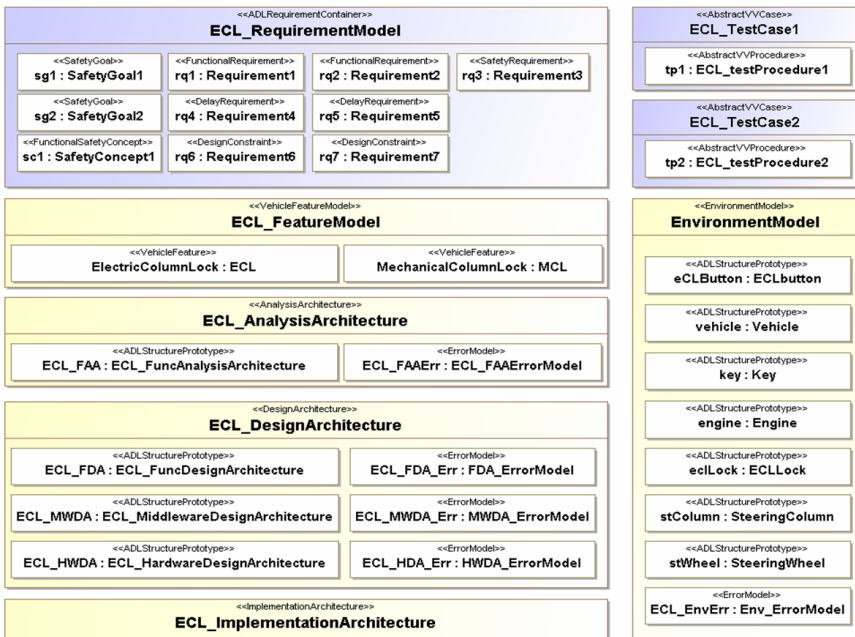 <<ADLRequirementContainer>>
ECL_RequirementModel
<<SafetyGoal>>
sg1 : SafetyGoal1
<<FunctionalRequirement>>
rq1 : Requirement1
<<FunctionalRequirement>>
rq2 : Requirement2
<<SafetyRequirement>>
rq3 : Requirement3
<<SafetyGoal>>
sg2 : SafetyGoal2
<<DelayRequirement>>
rq4 : Requirement4
<<DelayRequirement>>
rq5 : Requirement5
<<FunctionalSafetyConcept>>
sc1 : SafetyConcept1
<<DesignConstraint>>
rq6 : Requirement6
<<DesignConstraint>>
rq7 : Requirement7
<<VehicleFeatureModel>>
ECL_FeatureModel
<<VehicleFeature>>
ElectricColumnLock : ECL
<<VehicleFeature>>
MechanicalColumnLock : MCL
<<AnalysisArchitecture>>
ECL_AnalysisArchitecture
<<ADLStructurePrototype>>
ECL_FAA : ECL_FuncAnalysisArchitecture
<<ErrorModel>>
ECL_FAAErr : ECL_FAAErrorModel
<<DesignArchitecture>>
ECL_DesignArchitecture
<<ADLStructurePrototype>>
ECL_FDA : ECL_FuncDesignArchitecture
<<ErrorModel>>
ECL_FDA_Err : FDA_ErrorModel
<<ADLStructurePrototype>>
ECL_MWDA : ECL_MiddlewareDesignArchitecture
<<ErrorModel>>
ECL_MWDA_Err : MWDA_ErrorModel
<<ADLStructurePrototype>>
ECL_HWDA : ECL_HardwareDesignArchitecture
<<ErrorModel>>
ECL_HDA_Err : HWDA_ErrorModel
<<ImplementationArchitecture>>
ECL_ImplementationArchitecture
<<AbstractVVCase>>
ECL_TestCase1
<<AbstractVVProcedure>>
tp1 : ECL_testProcedure1
<<AbstractVVCase>>
ECL_TestCase2
<<AbstractVVProcedure>>
tp2 : ECL_testProcedure2
<<EnvironmentModel>>
EnvironmentModel
<<ADLStructurePrototype>>
eCLButton : ECLbutton
<<ADLStructurePrototype>>
vehicle : Vehicle
<<ADLStructurePrototype>>
key : Key
<<ADLStructurePrototype>>
engine : Engine
<<ADLStructurePrototype>>
eclLock : ECLLock
<<ADLStructurePrototype>>
stColumn : SteeringColumn
<<ADLStructurePrototype>>
stWheel : SteeringWheel
<<ErrorModel>>
ECL_EnvErr : Env_ErrorModel